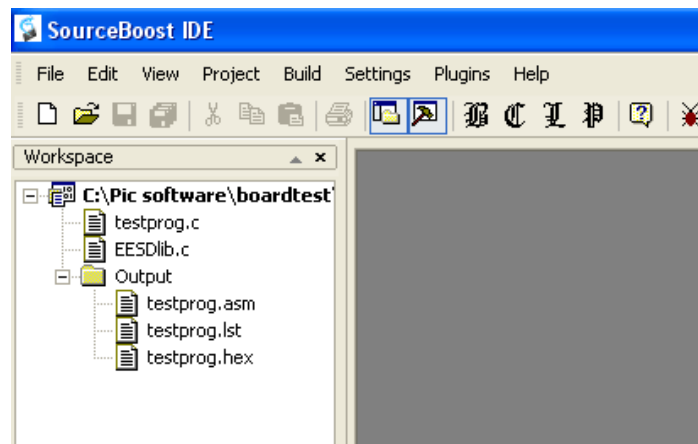 SourceBoost IDE
File Edit View Project Build Settings Plugins Help
B C L P
Workspace
C:\Pic software\boardtest
testprog.c
EESDlib.c
Output
testprog.asm
testprog.lst
testprog.hex